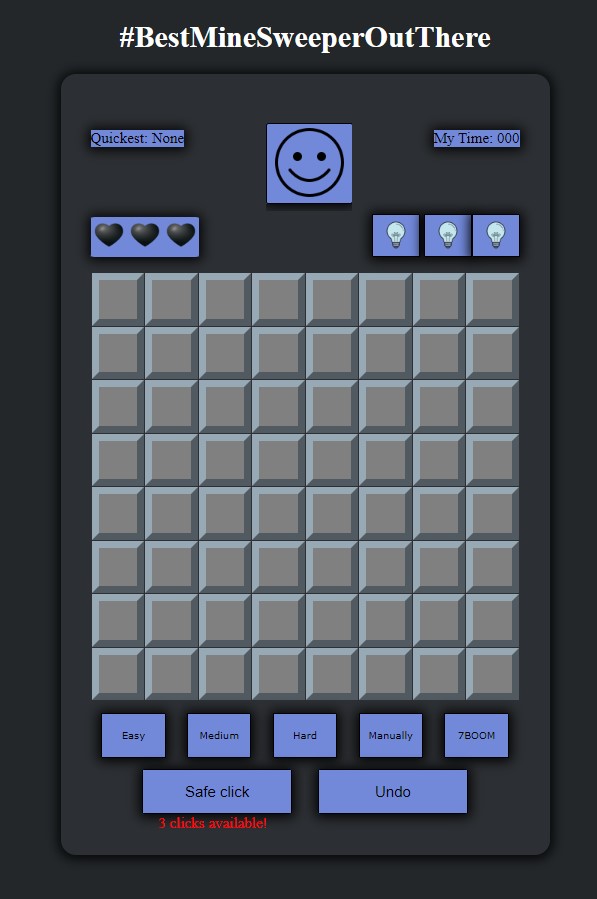 #BestMineSweeperOutThere
Quickest: None
My Time: 000
Easy
Medium
Hard
Manually
7BOOM
Safe click
Undo
3 clicks available!